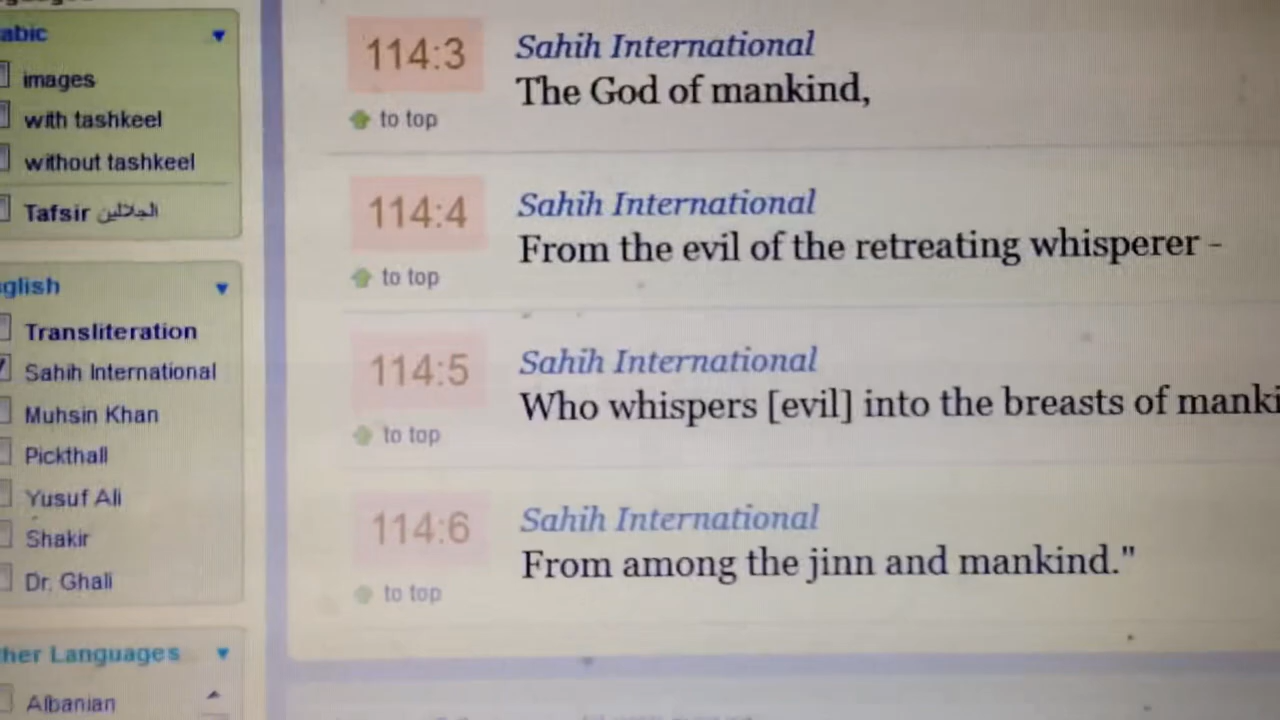 abic
images
with tashkeel
without tashkeel
Tafsir الجلالين
glish
Transliteration
Sahih International
Muhsin Khan
Pickthall
Yusuf Ali
Shakir
Dr. Ghali
her Languages
Albanian
114:3
Sahih International
The God of mankind,
to top
114:4
Sahih International
From the evil of the retreating whisperer -
to top
114:5
Sahih International
Who whispers [evil] into the breasts of manki
to top
114:6
Sahih International
From among the jinn and mankind."
to top